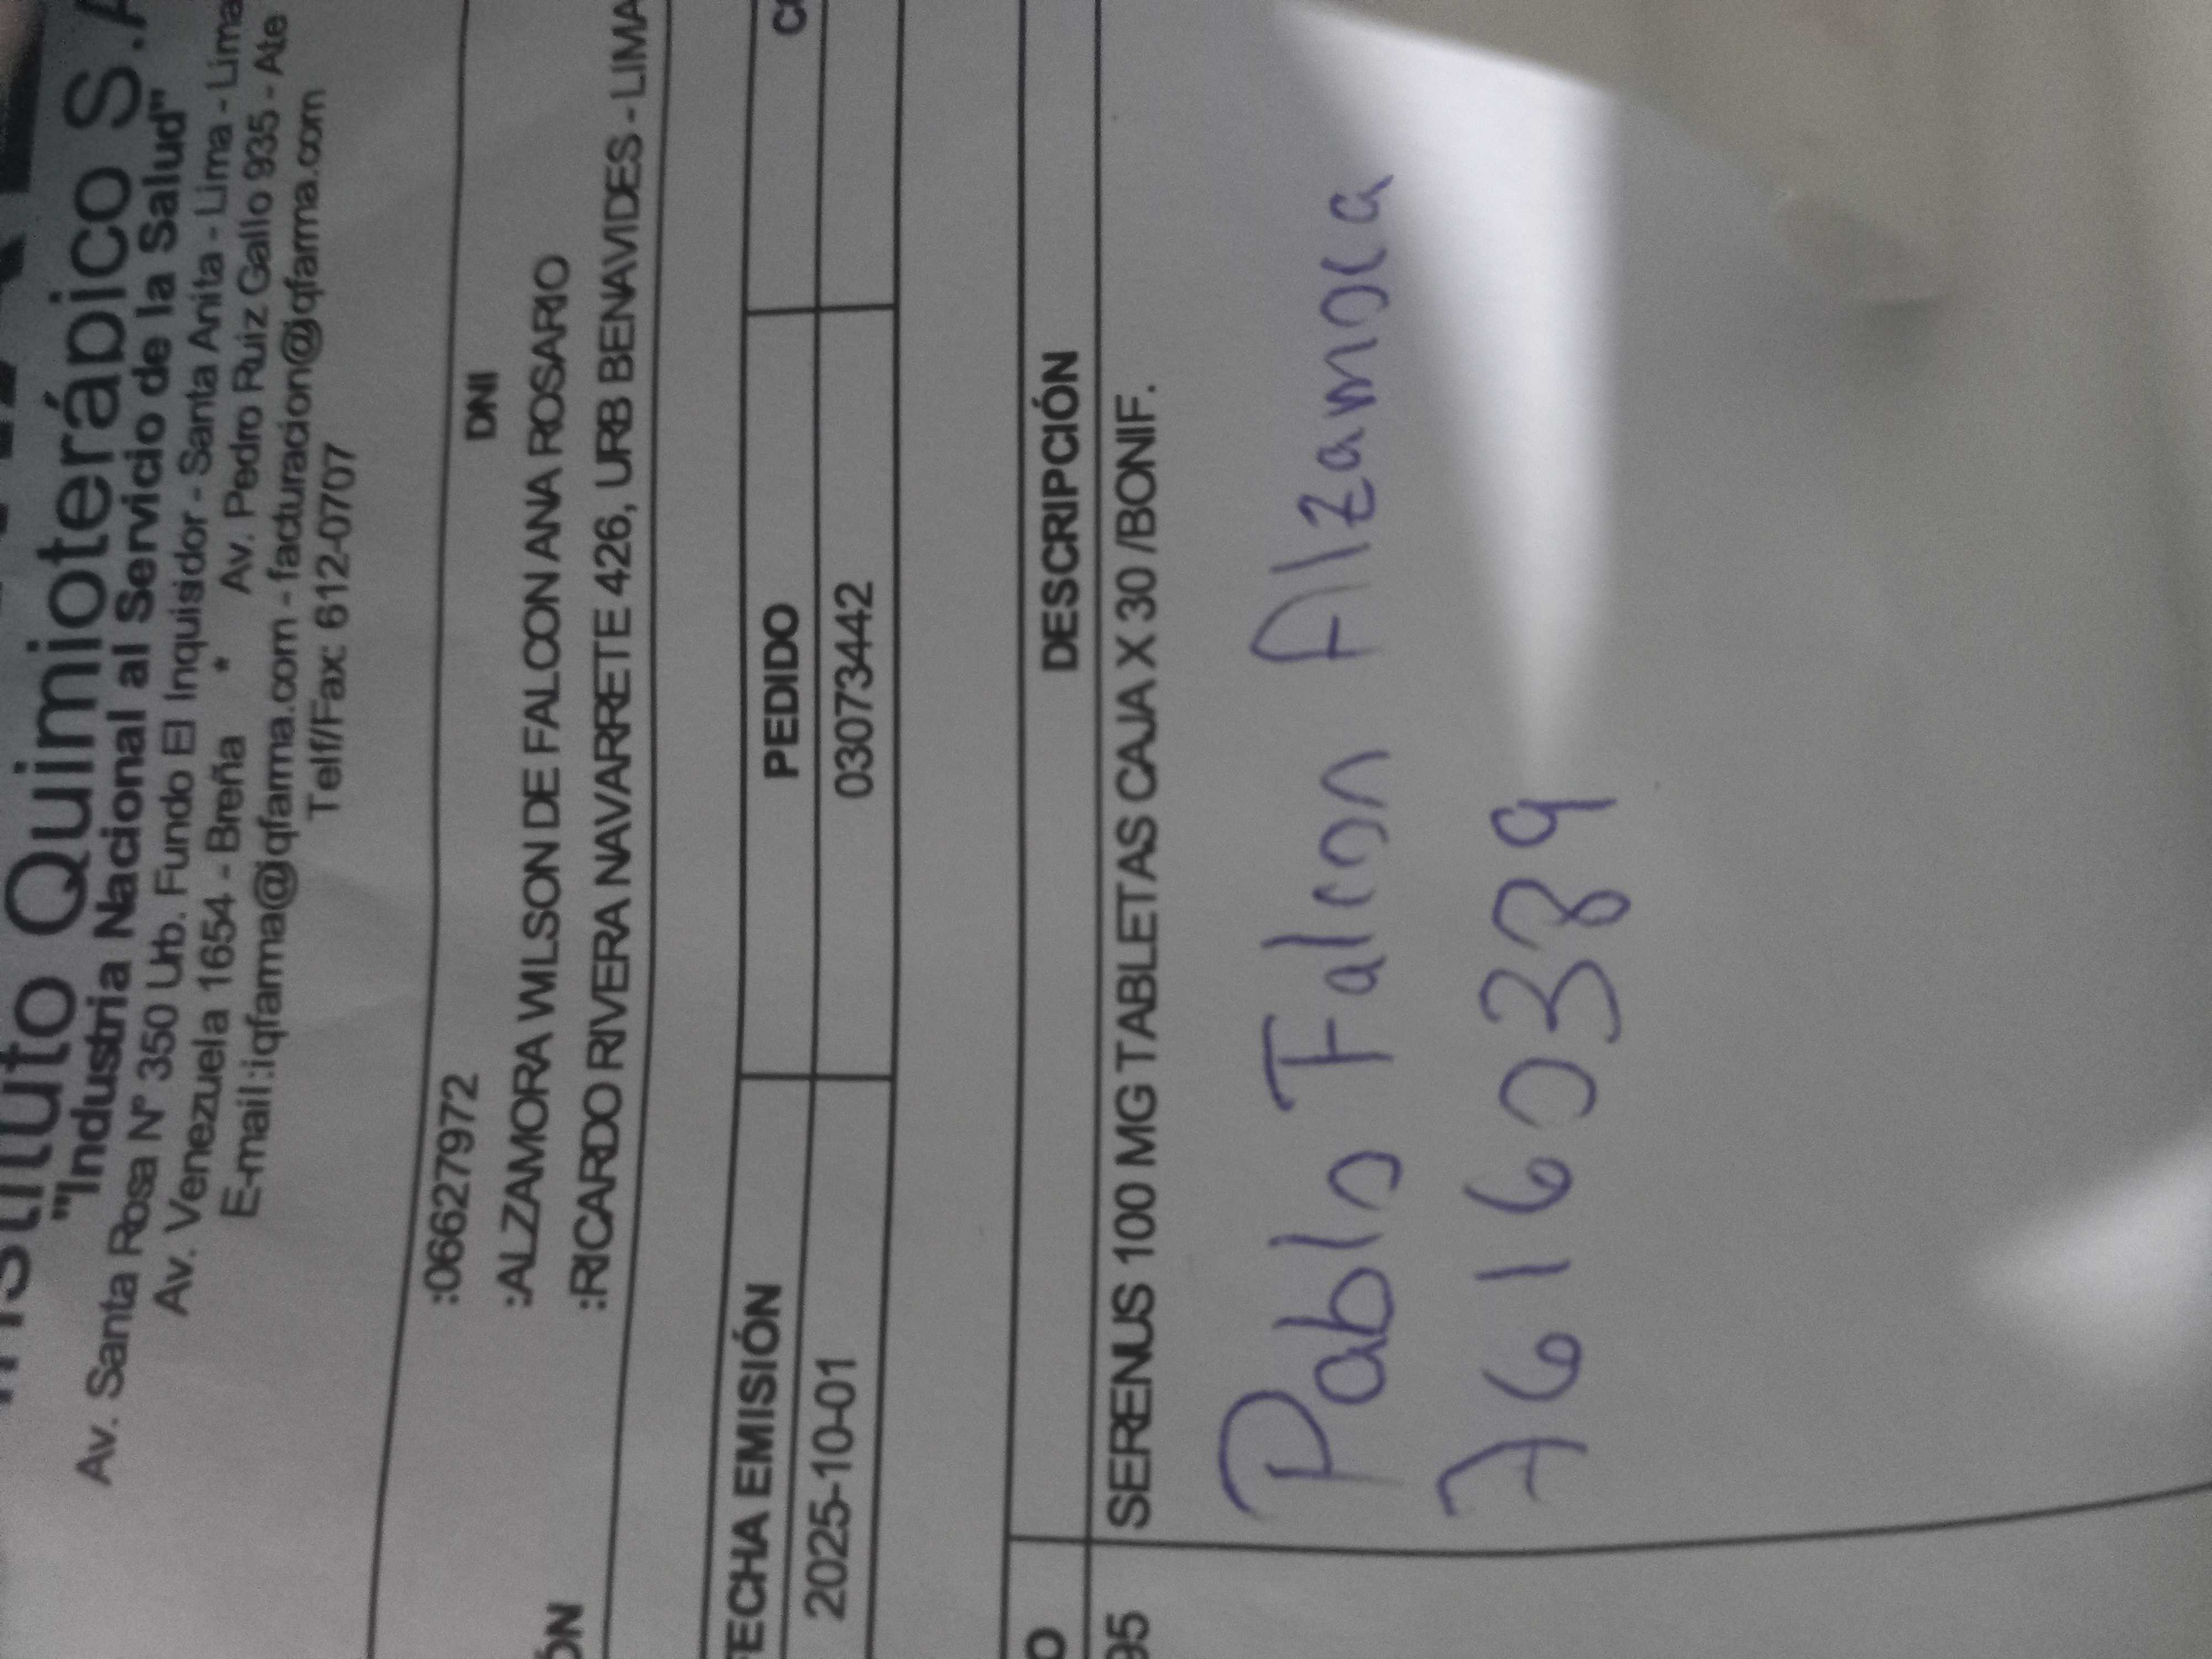 Instituto Quimioterápico S.A
"Industria Nacional al Servicio de la Salud"
Av. Santa Rosa N° 350 Urb. Fundo El Inquisidor - Santa Anita - Lima - Lima
Av. Venezuela 1654 - Breña * Av. Pedro Ruiz Gallo 935 - Ate
E-mail:iqfarma@iqfarma.com - facturacion@iqfarma.com
Telf/Fax: 612-0707
:06627972 DNI
:ALZAMORA WILSON DE FALCON ANA ROSARIO
ÓN :RICARDO RIVERA NAVARRETE 426, URB BENAVIDES - LIMA
FECHA EMISIÓN PEDIDO
2025-10-01 03073442
O DESCRIPCIÓN
95 SERENUS 100 MG TABLETAS CAJA X 30 /BONIF.
Pablo Falcon Alzamora
76160389